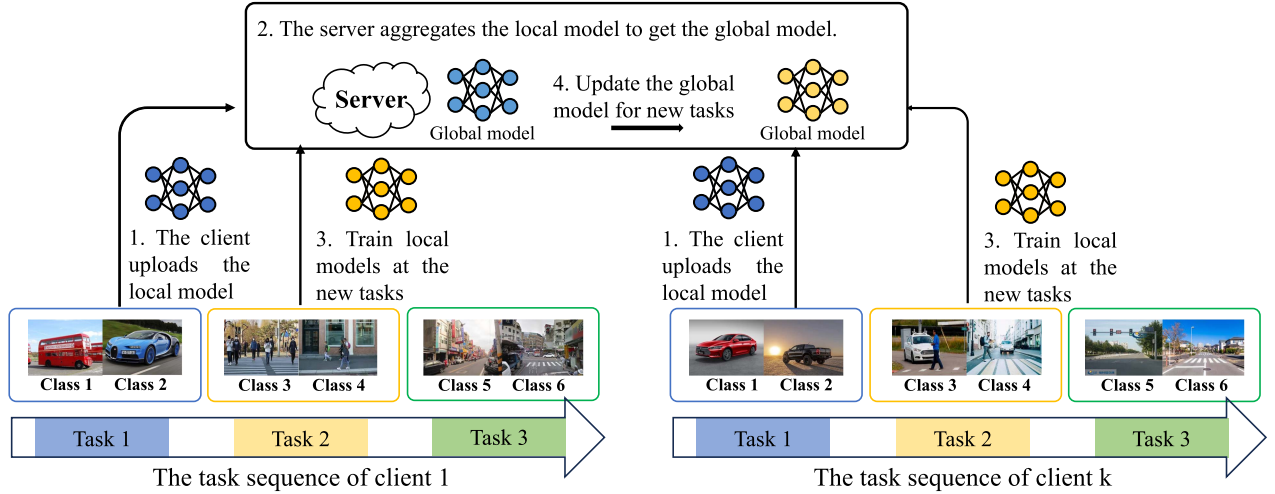 2. The server aggregates the local model to get the global model.
Server
Global model
4. Update the global
model for new tasks
Global model
1. The client
uploads the
local model
3. Train local
models at the
new tasks
1. The client
uploads the
local model
3. Train local
models at the
new tasks
Class 1
Class 2
Class 3
Class 4
Class 5
Class 6
Class 1
Class 2
Class 3
Class 4
Class 5
Class 6
Task 1
Task 2
Task 3
Task 1
Task 2
Task 3
The task sequence of client 1
The task sequence of client k